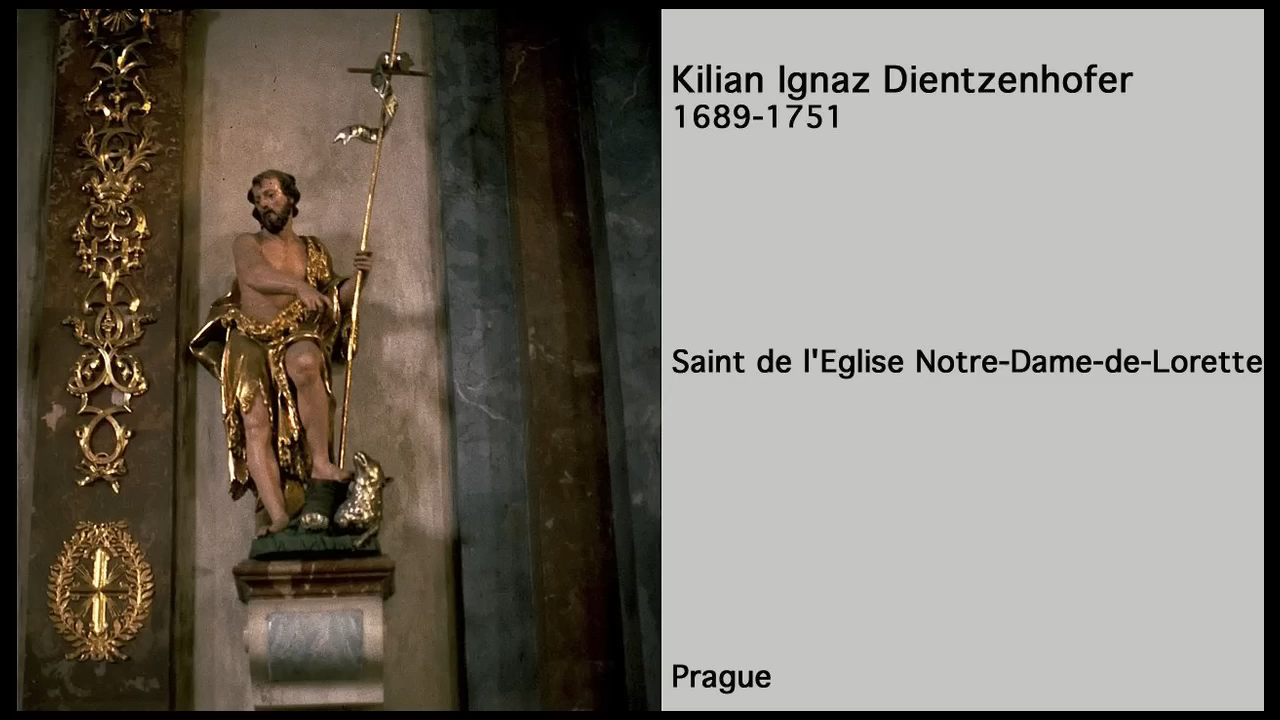 Kilian Ignaz Dientzenhofer
1689-1751
Saint de l'Eglise Notre-Dame-de-Lorette
Prague